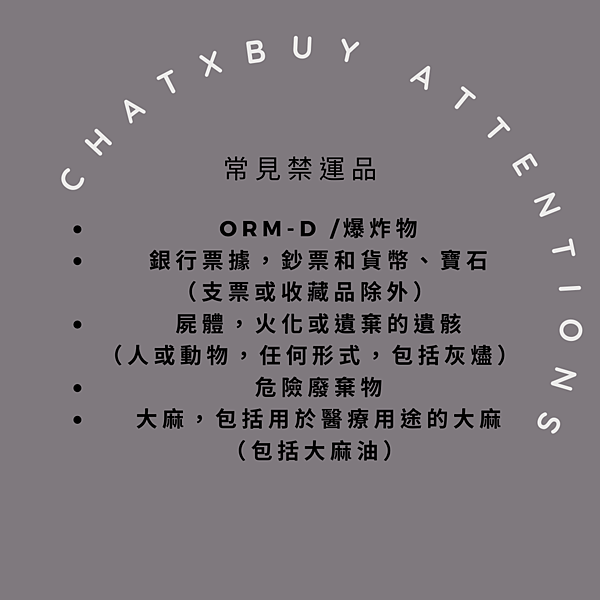 CHATXBUY ATTENTIONS
常見禁運品
• ORM-D /爆炸物
• 銀行票據，鈔票和貨幣、寶石
（支票或收藏品除外）
• 屍體，火化或遺棄的遺骸
（人或動物，任何形式，包括灰燼）
• 危險廢棄物
• 大麻，包括用於醫療用途的大麻
（包括大麻油）